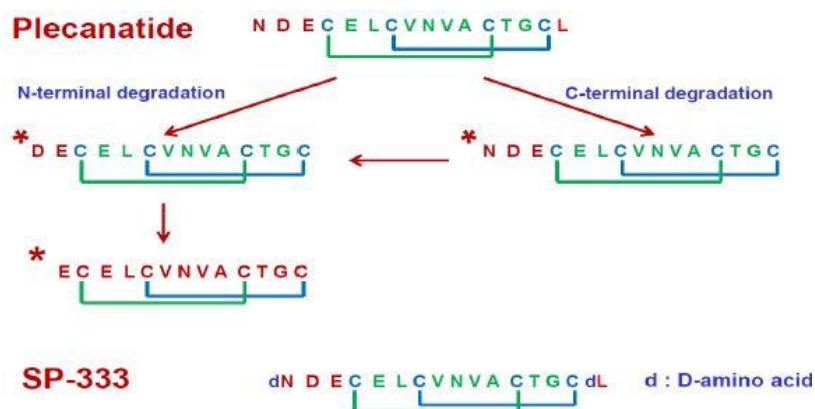 Plecanatide N D E C E L C V N V A C T G C L
N-terminal degradation C-terminal degradation
* D E C E L C V N V A C T G C * N D E C E L C V N V A C T G C
* E C E L C V N V A C T G C
SP-333 dN D E C E L C V N V A C T G C dL d : D-amino acid